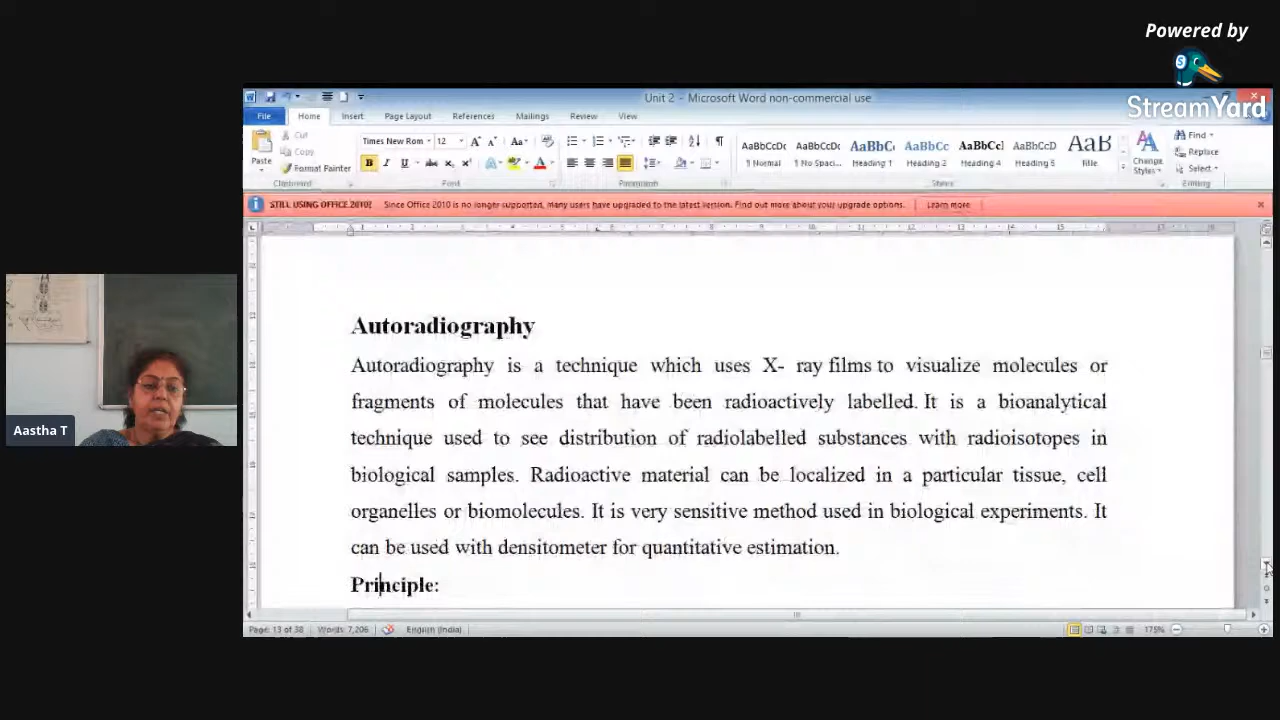 Powered by
StreamYard
Unit 2 - Microsoft Word non-commercial use
File Home Insert Page Layout References Mailings Review View
Cut
Copy
Paste
Format Painter
Clipboard
Times New Rom 12
Font
Paragraph
AaBbCcDc AaBbCcDc AaBbCc AaBbCc AaBbCcI AaBbCcD AaB
¶ Normal ¶ No Spaci... Heading 1 Heading 2 Heading 4 Heading 5 Title
Styles
Change Styles
Find
Replace
Select
Editing
STILL USING OFFICE 2010? Since Office 2010 is no longer supported, many users have upgraded to the latest version. Find out more about your upgrade options. Learn more
Autoradiography
Autoradiography is a technique which uses X- ray films to visualize molecules or
fragments of molecules that have been radioactively labelled. It is a bioanalytical
technique used to see distribution of radiolabelled substances with radioisotopes in
biological samples. Radioactive material can be localized in a particular tissue, cell
organelles or biomolecules. It is very sensitive method used in biological experiments. It
can be used with densitometer for quantitative estimation.
Principle:
Aastha T
Page: 13 of 38 Words: 7,206 English (India) 175%